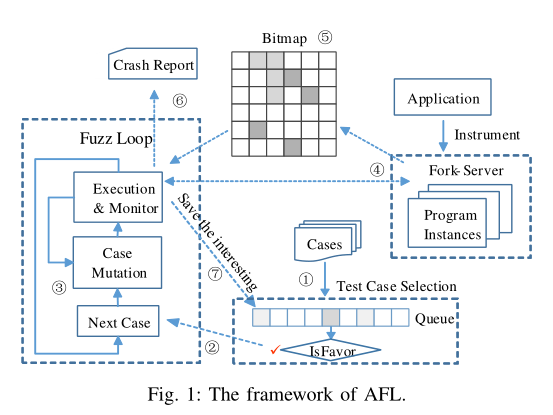 Bitmap ⑤
Crash Report
⑥
Application
Instrument
Fuzz Loop
④
Fork-Server
Execution
& Monitor
Program
Instances
Save the interesting
Cases
Case
Mutation
③
⑦
①
Test Case Selection
Next Case
Queue
②
✓
IsFavor
Fig. 1: The framework of AFL.